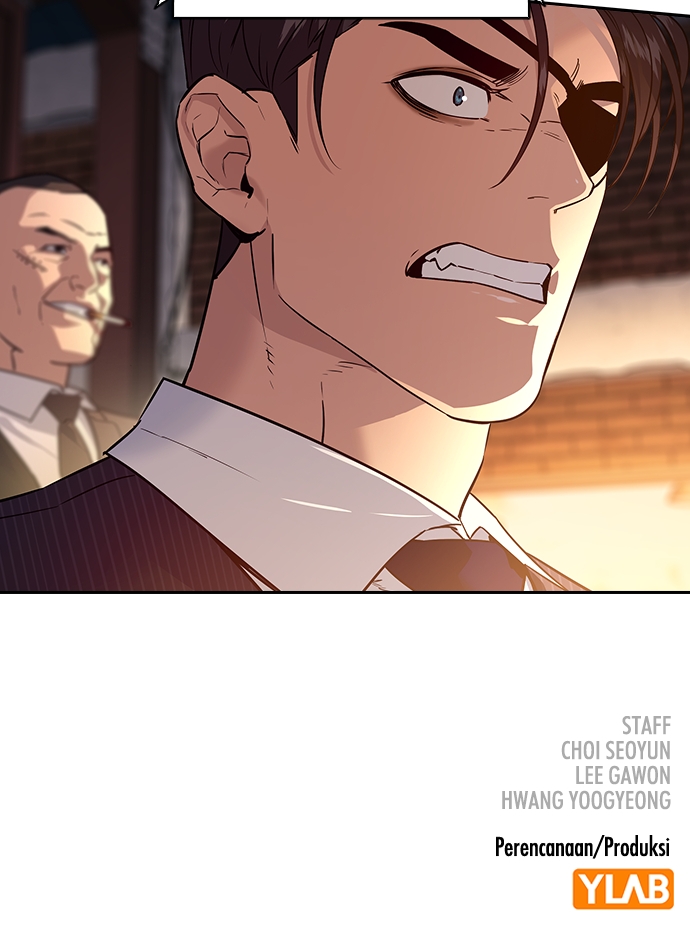 STAFF
CHOI SEOYUN
LEE GAWON
HWANG YOOGYEONG
Perencanaan/Produksi
YLAB